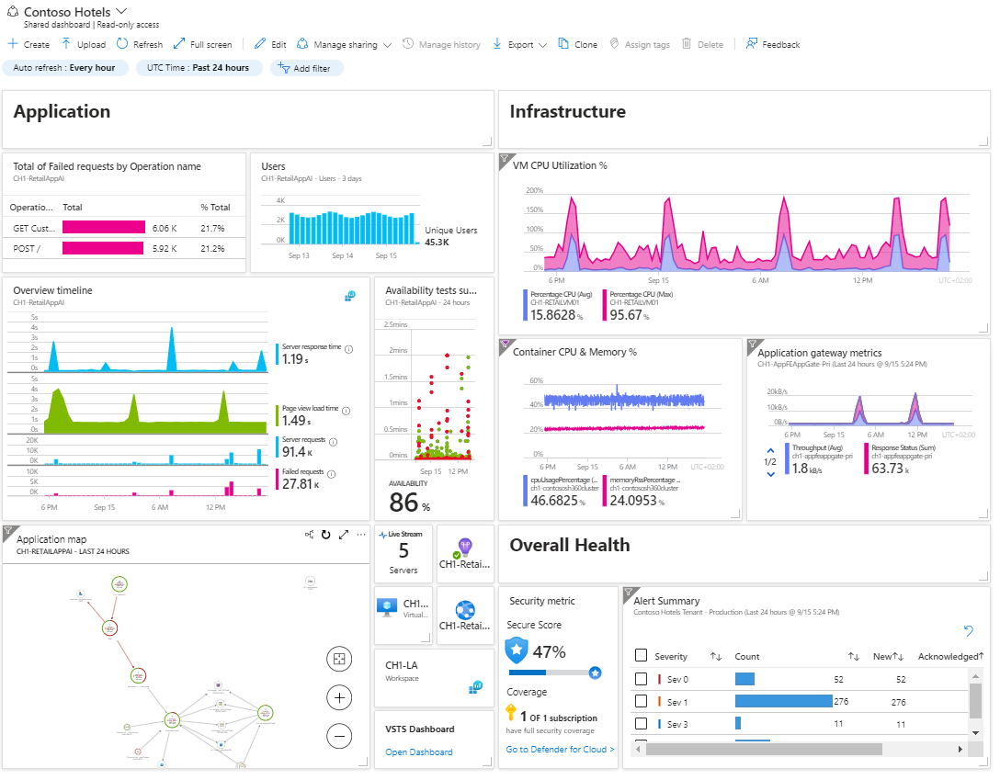 Contoso Hotels
Shared dashboard | Read-only access
Create Upload Refresh Full screen Edit Manage sharing Manage history Export Clone Assign tags Delete Feedback
Auto refresh : Every hour UTC Time : Past 24 hours Add filter
Application
Infrastructure
Total of Failed requests by Operation name
CH1-RetailAppAI
Operatio... Total % Total
GET Cust... 6.06 K 21.7%
POST / 5.92 K 21.2%
Users
CH1-RetailAppAI - Users - 3 days
4K
2K
0K
Sep 13 Sep 14 Sep 15
Unique Users
45.3K
VM CPU Utilization %
200%
150%
100%
50%
0%
6 PM Sep 15 6 AM 12 PM UTC+02:00
Percentage CPU (Avg)
CH1-RETAILVM01
15.8628 %
Percentage CPU (Max)
CH1-RETAILVM01
95.67 %
Overview timeline
CH1-RetailAppAI
5s
4s
3s
2s
1s
0s
Server response time
1.19 s
5s
4s
3s
2s
1s
0s
Page view load time
1.49 s
20K
10K
0K
Server requests
91.4 K
10K
5K
0K
Failed requests
27.81 K
6 PM Sep 15 6 AM 12 PM
Availability tests su...
CH1-RetailAppAI - 24 hours
2.5mins
2mins
1.5mins
1mins
0.5mins
0mins
Sep 15 12 PM
AVAILABILITY
86 %
Container CPU & Memory %
60%
40%
20%
0%
6 PM Sep 15 6 AM 12 PM UTC+02:00
cpuUsagePercentage (...
ch1-contososh360cluster
46.6825 %
memoryRssPercentage ...
ch1-contososh360cluster
24.0953 %
Application gateway metrics
CH1-AppFEAppGate-Pri (Last 24 hours @ 9/15 5:24 PM)
20kB/s
10kB/s
0B/s
6 PM Sep 15 6 AM 12 PM UTC+02:00
1/2
Throughput (Avg)
ch1-appfeappgate-pri
1.8 kB/s
Response Status (Sum)
ch1-appfeappgate-pri
63.73 k
Application map
CH1-RETAILAPPAI - LAST 24 HOURS
Live Stream
5
Servers
CH1-Retai...
CH1...
Virtual...
CH1-Retai...
CH1-LA
Workspace
VSTS Dashboard
Open Dashboard
Overall Health
Security metric
Secure Score
47%
Coverage
1 OF 1 subscription
have full security coverage
Go to Defender for Cloud >
Alert Summary
Contoso Hotels Tenant - Production (Last 24 hours @ 9/15 5:24 PM)
Severity Count New Acknowledged
Sev 0 52 52
Sev 1 276 276
Sev 3 11 11